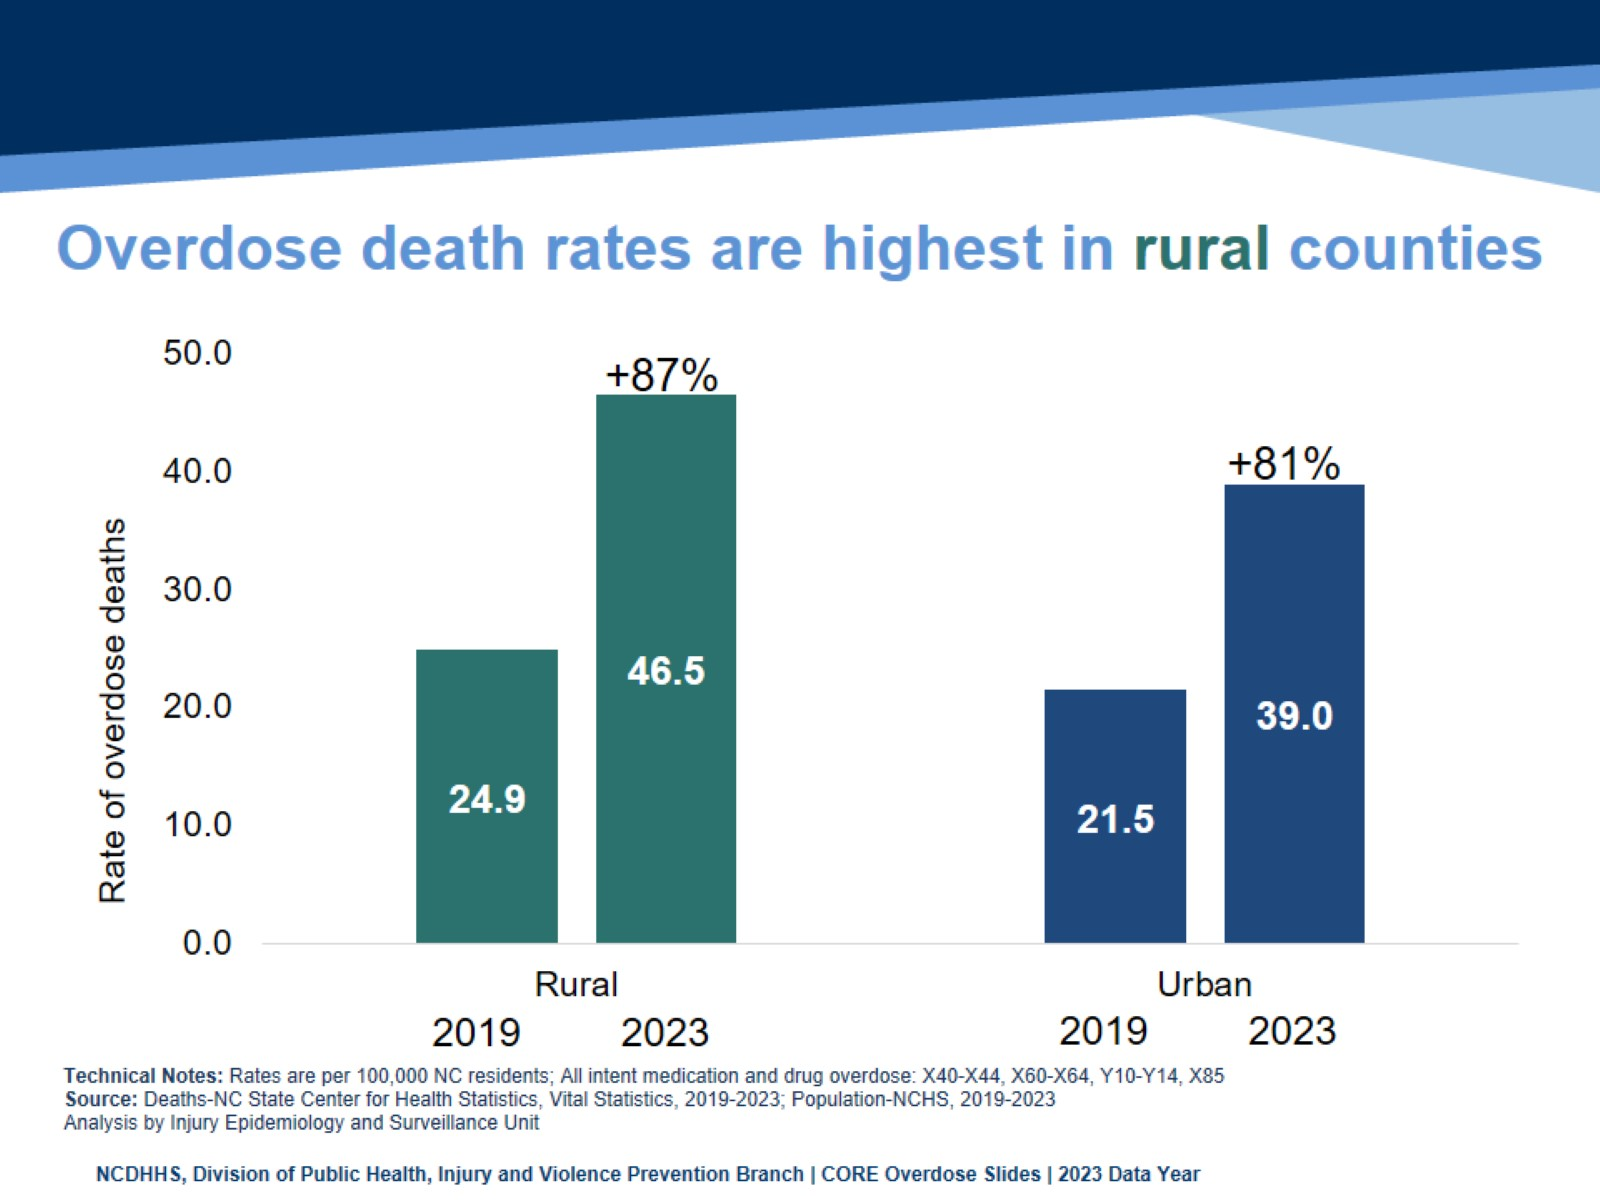 Overdose death rates are highest in rural counties
50.0
+87%
40.0
+81%
30.0
46.5
20.0
39.0
24.9
21.5
10.0
0.0
Rate of overdose deaths
Rural
Urban
2019 2023
2019 2023
Technical Notes: Rates are per 100,000 NC residents; All intent medication and drug overdose: X40-X44, X60-X64, Y10-Y14, X85
Source: Deaths-NC State Center for Health Statistics, Vital Statistics, 2019-2023; Population-NCHS, 2019-2023
Analysis by Injury Epidemiology and Surveillance Unit
NCDHHS, Division of Public Health, Injury and Violence Prevention Branch | CORE Overdose Slides | 2023 Data Year